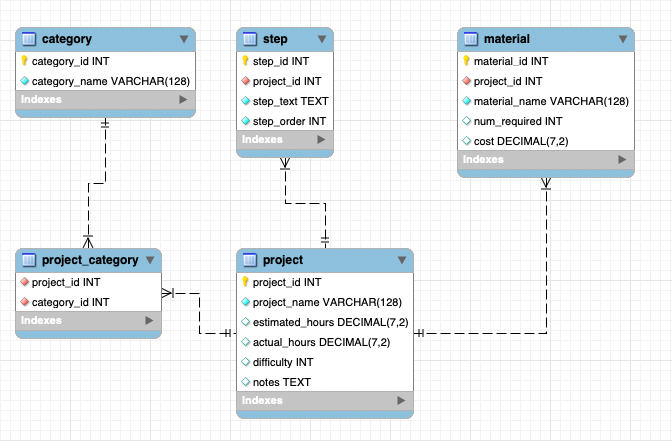 category
category_id INT
category_name VARCHAR(128)
Indexes
step
step_id INT
project_id INT
step_text TEXT
step_order INT
Indexes
material
material_id INT
project_id INT
material_name VARCHAR(128)
num_required INT
cost DECIMAL(7,2)
Indexes
project_category
project_id INT
category_id INT
Indexes
project
project_id INT
project_name VARCHAR(128)
estimated_hours DECIMAL(7,2)
actual_hours DECIMAL(7,2)
difficulty INT
notes TEXT
Indexes